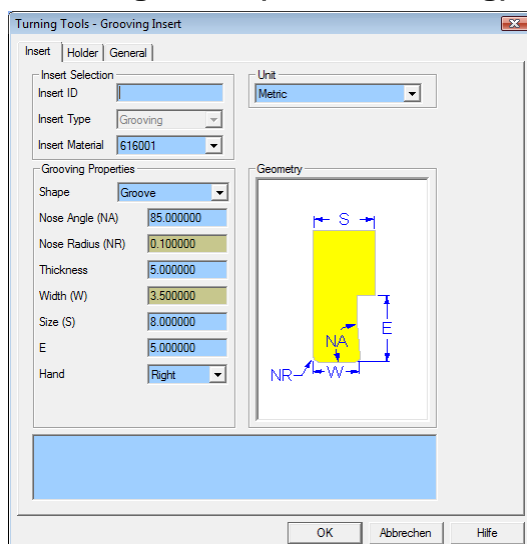 Turning Tools - Grooving Insert
Insert Holder General
Insert Selection
Insert ID
Insert Type Grooving
Insert Material 616001
Unit
Metric
Grooving Properties
Shape Groove
Nose Angle (NA) 85.000000
Nose Radius (NR) 0.100000
Thickness 5.000000
Width (W) 3.500000
Size (S) 8.000000
E 5.000000
Hand Right
Geometry
S
E
NA
NR
W
OK Abbrechen Hilfe